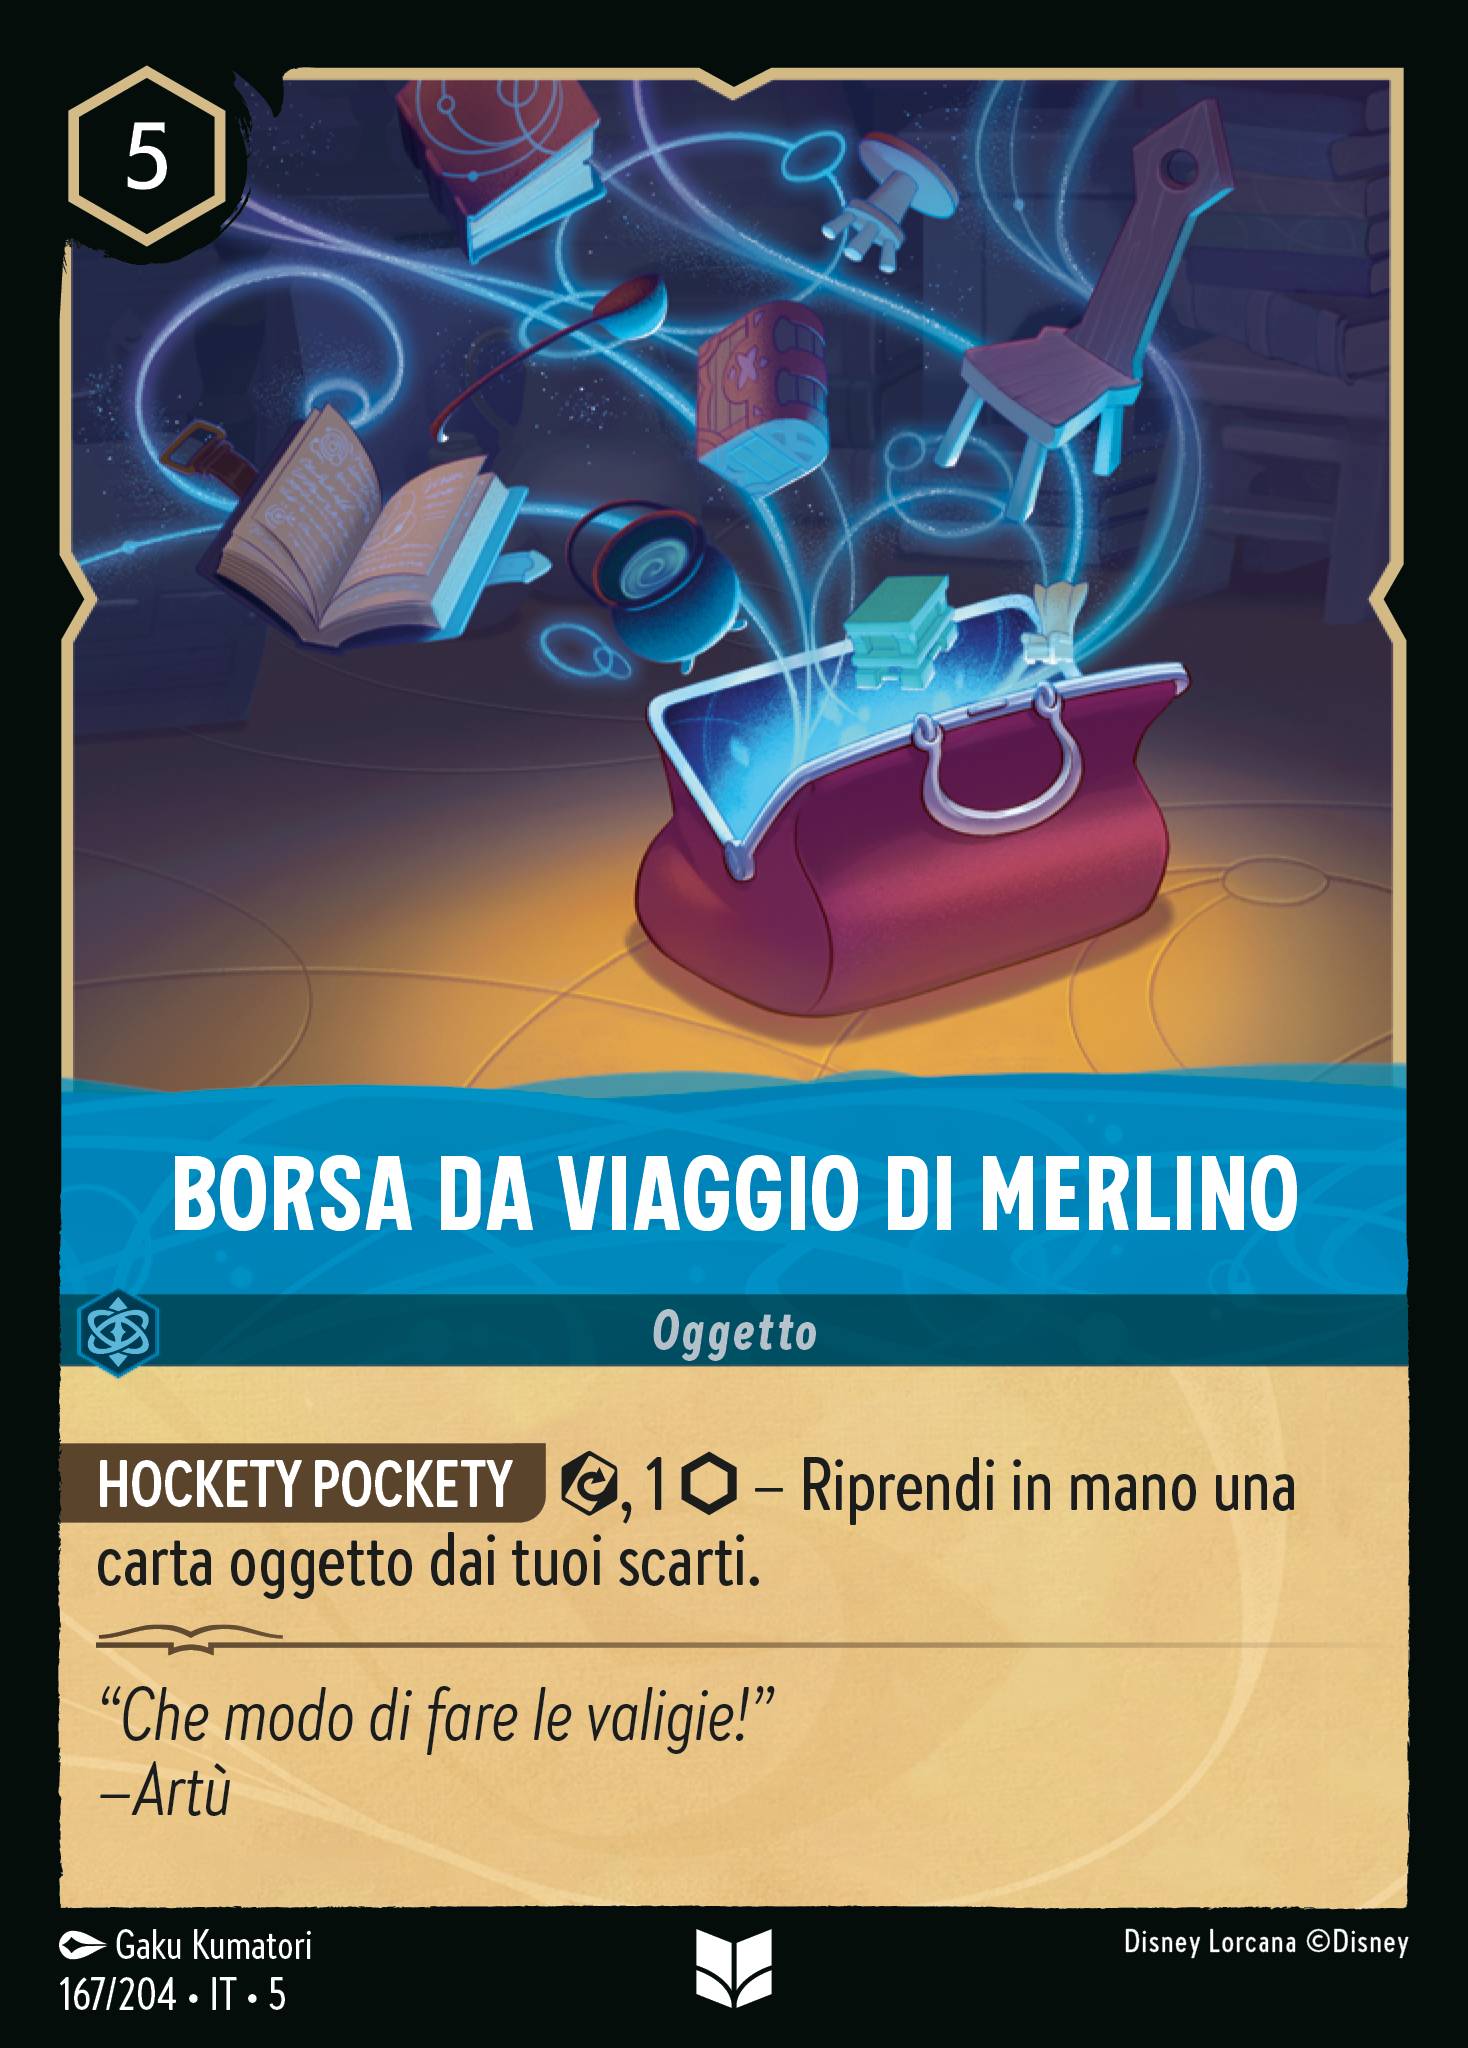 5
BORSA DA VIAGGIO DI MERLINO
Oggetto
HOCKETY POCKETY , 1 – Riprendi in mano una
carta oggetto dai tuoi scarti.
“Che modo di fare le valigie!”
–Artù
Gaku Kumatori
Disney Lorcana ©Disney
167/204 • IT • 5